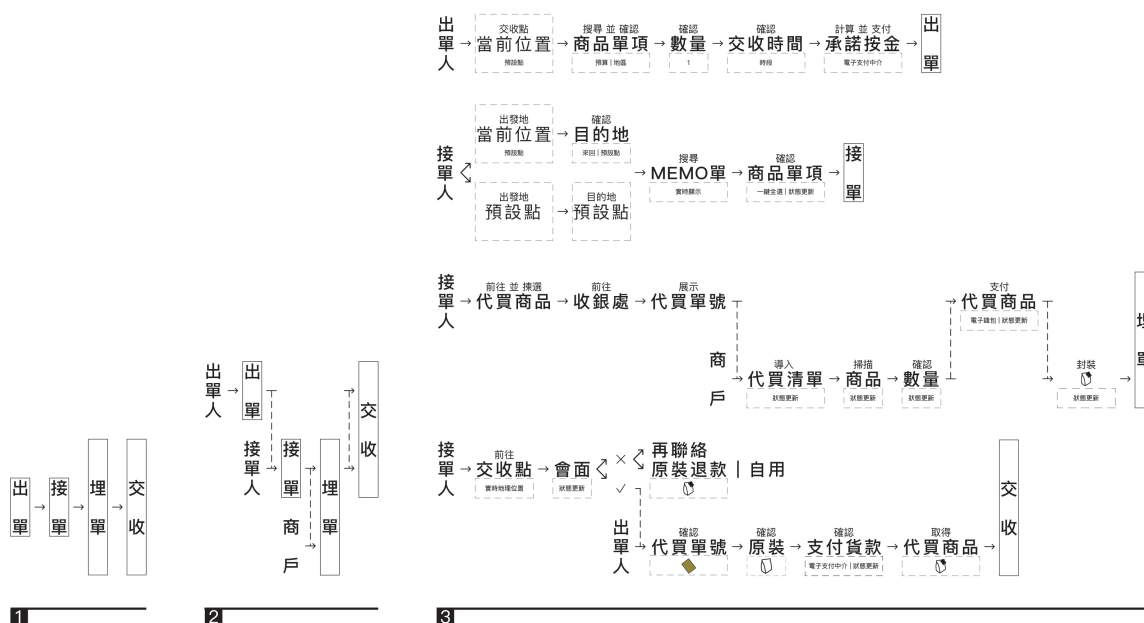 出單人
交收點
當前位置
預設點
搜尋 並 確認
商品單項
預算 | 地區
確認
數量
1
確認
交收時間
時段
計算 並 支付
承諾按金
電子支付中介
出單
接單人
出發地
當前位置
預設點
確認
目的地
來回 | 預設點
出發地
預設點
目的地
預設點
搜尋
MEMO單
實時顯示
確認
商品單項
一鍵全選 | 狀態更新
接單
接單人
前往 並 揀選
代買商品
前往
收銀處
展示
代買單號
商戶
導入
代買清單
狀態更新
掃描
商品
狀態更新
確認
數量
狀態更新
支付
代買商品
電子錢包 | 狀態更新
封裝
狀態更新
埋單
接單人
前往
交收點
實時地理位置
會面
狀態更新
×
再聯絡
原裝退款 | 自用
✓
出單人
確認
代買單號
確認
原裝
確認
支付貨款
電子支付中介 | 狀態更新
取得
代買商品
交收
出單人
出單
接單人
接單
商戶
埋單
交收
出單
接單
埋單
交收
1
2
3